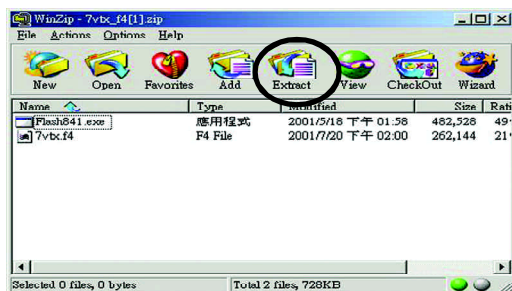 WinZip - 7vtx_f4[1].zip
File Actions Options Help
New Open Favorites Add Extract View CheckOut Wizard
Name Type Modified Size Rati
Flash841.exe 應用程式 2001/5/18 下午 01:58 482,528 49
7vtx.f4 F4 File 2001/7/20 下午 02:00 262,144 21
Selected 0 files, 0 bytes Total 2 files, 728KB